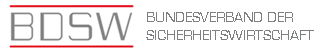 BDSW BUNDESVERBAND DER
SICHERHEITSWIRTSCHAFT